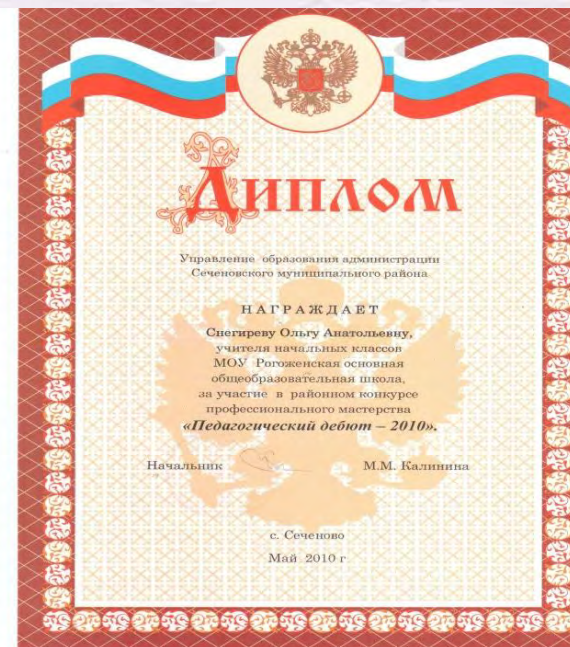 Диплом
Управление образования администрации
Сеченовского муниципального района
НАГРАЖДАЕТ
Снегиреву Ольгу Анатольевну,
учителя начальных классов
МОУ Рогоженская основная
общеобразовательная школа,
за участие в районном конкурсе
профессионального мастерства
«Педагогический дебют – 2010».
Начальник М.М. Калинина
с. Сеченово
Май 2010 г